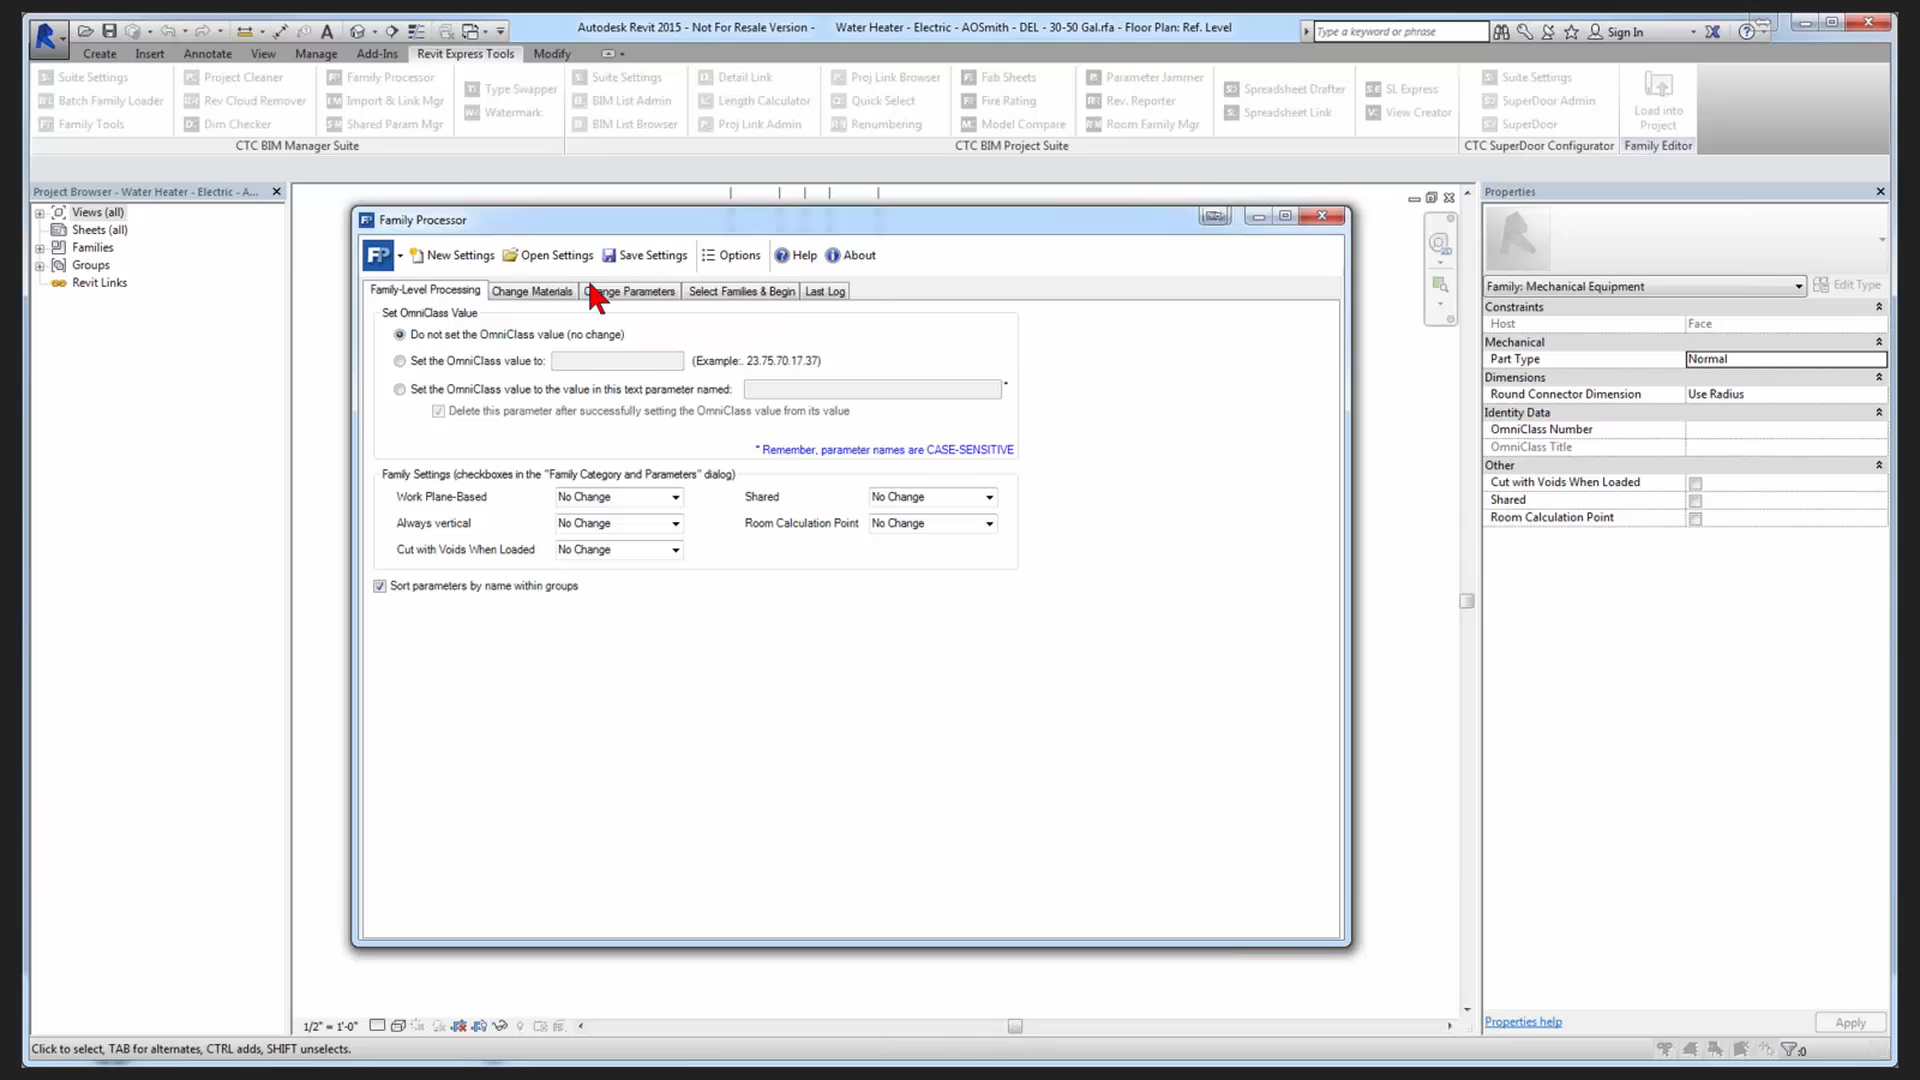 Autodesk Revit 2015 - Not For Resale Version - Water Heater - Electric - AOSmith - DEL - 30-50 Gal.rfa - Floor Plan: Ref. Level
Type a keyword or phrase
Sign In
Create Insert Annotate View Manage Add-Ins Revit Express Tools Modify
Suite Settings Project Cleaner Family Processor Type Swapper Suite Settings Detail Link Proj Link Browser Fab Sheets Parameter Jammer Spreadsheet Drafter SL Express Suite Settings
Batch Family Loader Rev Cloud Remover Import & Link Mgr Watermark BIM List Admin Length Calculator Quick Select Fire Rating Rev. Reporter Spreadsheet Link View Creator SuperDoor Admin Load into
Family Tools Dim Checker Shared Param Mgr BIM List Browser Proj Link Admin Renumbering Model Compare Room Family Mgr SuperDoor Project
CTC BIM Manager Suite CTC BIM Project Suite CTC SuperDoor Configurator Family Editor
Project Browser - Water Heater - Electric - A...
Views (all)
Sheets (all)
Families
Groups
Revit Links
Family Processor
FP New Settings Open Settings Save Settings Options Help About
Family-Level Processing Change Materials Change Parameters Select Families & Begin Last Log
Set OmniClass Value
Do not set the OmniClass value (no change)
Set the OmniClass value to: (Example:. 23.75.70.17.37)
Set the OmniClass value to the value in this text parameter named: *
Delete this parameter after successfully setting the OmniClass value from its value
* Remember, parameter names are CASE-SENSITIVE
Family Settings (checkboxes in the "Family Category and Parameters" dialog)
Work Plane-Based No Change Shared No Change
Always vertical No Change Room Calculation Point No Change
Cut with Voids When Loaded No Change
Sort parameters by name within groups
Properties
Family: Mechanical Equipment Edit Type
Constraints
Host Face
Mechanical
Part Type Normal
Dimensions
Round Connector Dimension Use Radius
Identity Data
OmniClass Number
OmniClass Title
Other
Cut with Voids When Loaded
Shared
Room Calculation Point
Properties help Apply
1/2" = 1'-0"
Click to select, TAB for alternates, CTRL adds, SHIFT unselects.
:0